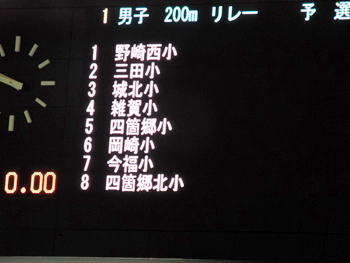 1 男子 200m リレー 予 選
1 野崎西小
2 三田小
3 城北小
4 雑賀小
5 四箇郷小
6 岡崎小
7 今福小
8 四箇郷北小
0.00